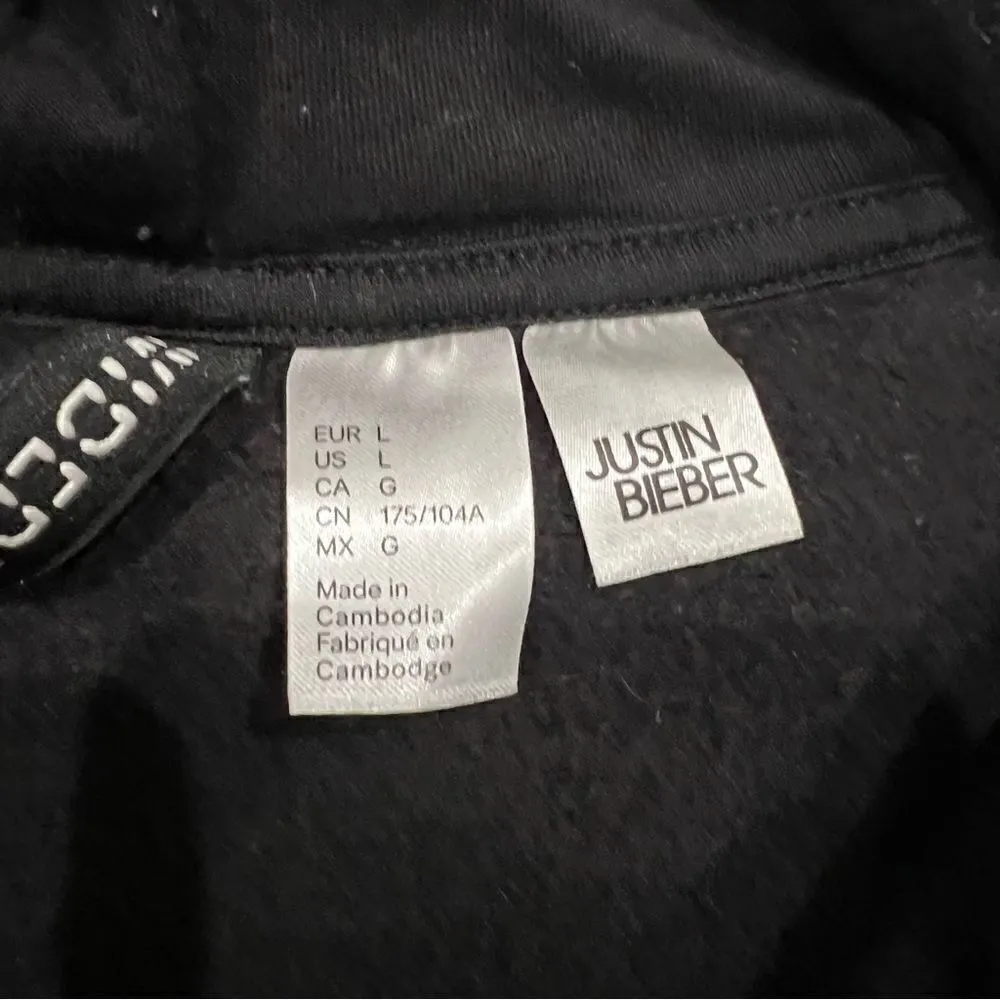 EUR L
US L
CA G
CN 175/104A
MX G
Made in
Cambodia
Fabriqué en
Cambodge
JUSTIN
BIEBER